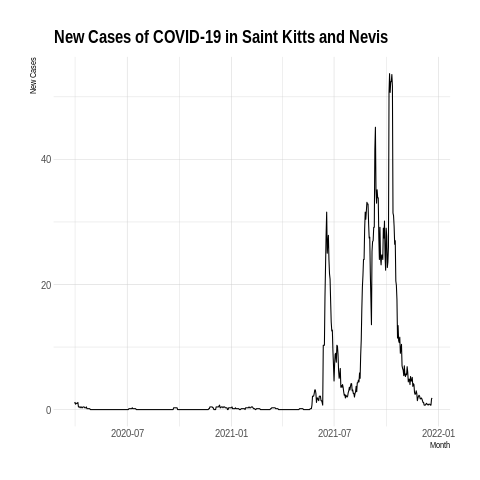 New Cases of COVID-19 in Saint Kitts and Nevis
New Cases
40
20
0
2020-07 2021-01 2021-07 2022-01
Month